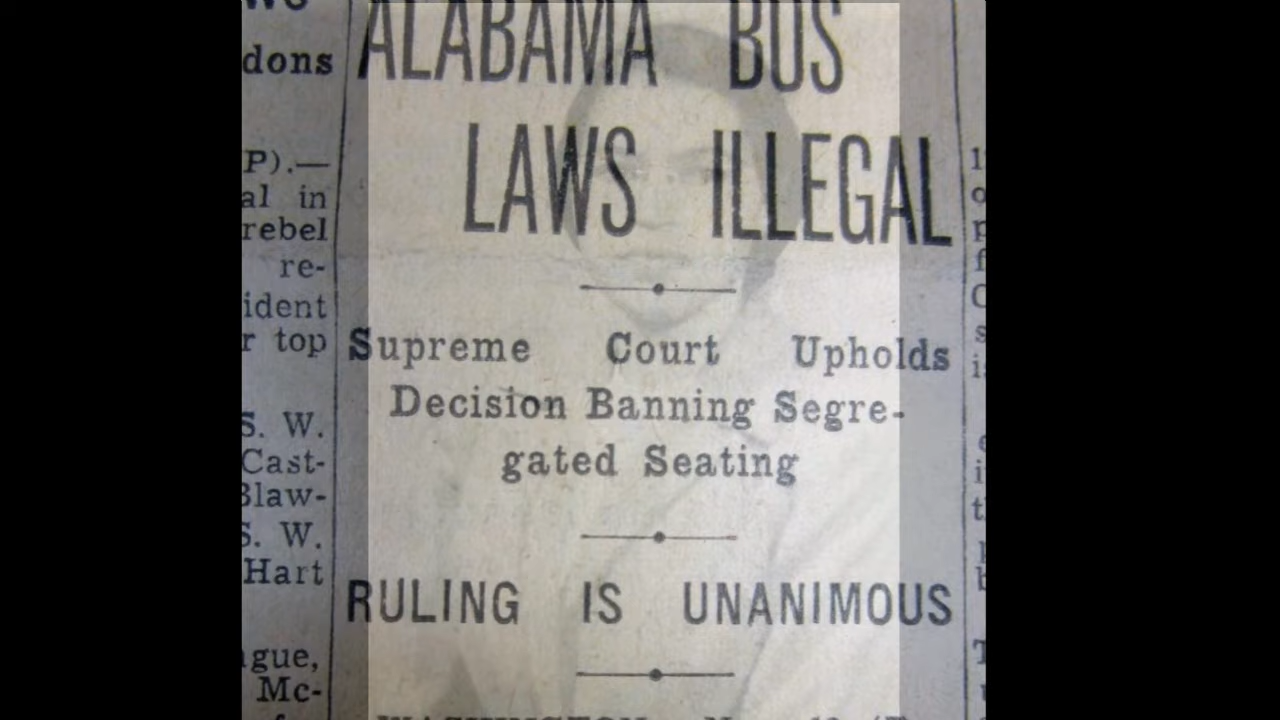 dons
P).—
al in
rebel
re-
ident
r top
S. W.
Cast-
Blaw-
S. W.
Hart
gue,
Mc-
ALABAMA BUS
LAWS ILLEGAL
Supreme Court Upholds
Decision Banning Segre-
gated Seating
RULING IS UNANIMOUS